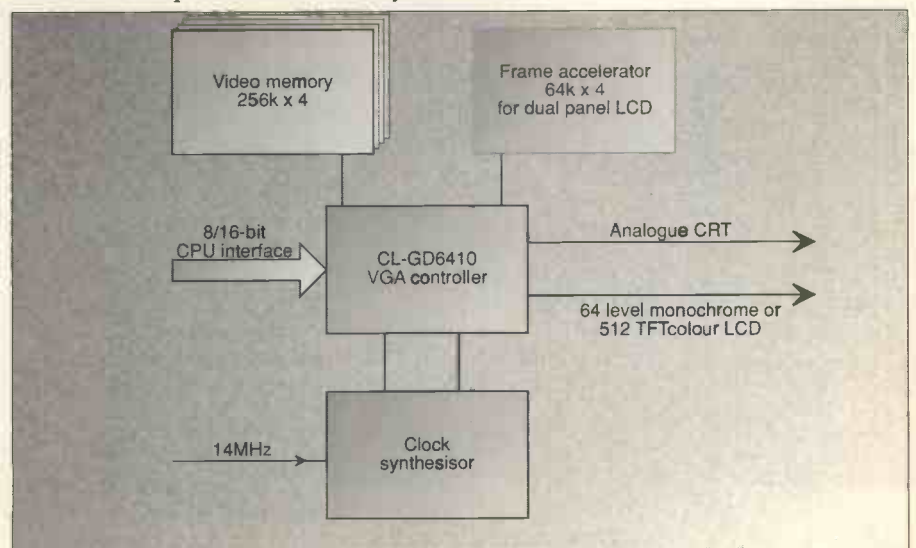 Video memory
256k x 4
Frame accelerator
64k x 4
for dual panel LCD
8/16-bit
CPU interface
CL-GD6410
VGA controller
Analogue CRT
64 level monochrome or
512 TFTcolour LCD
14MHz
Clock
synthesisor